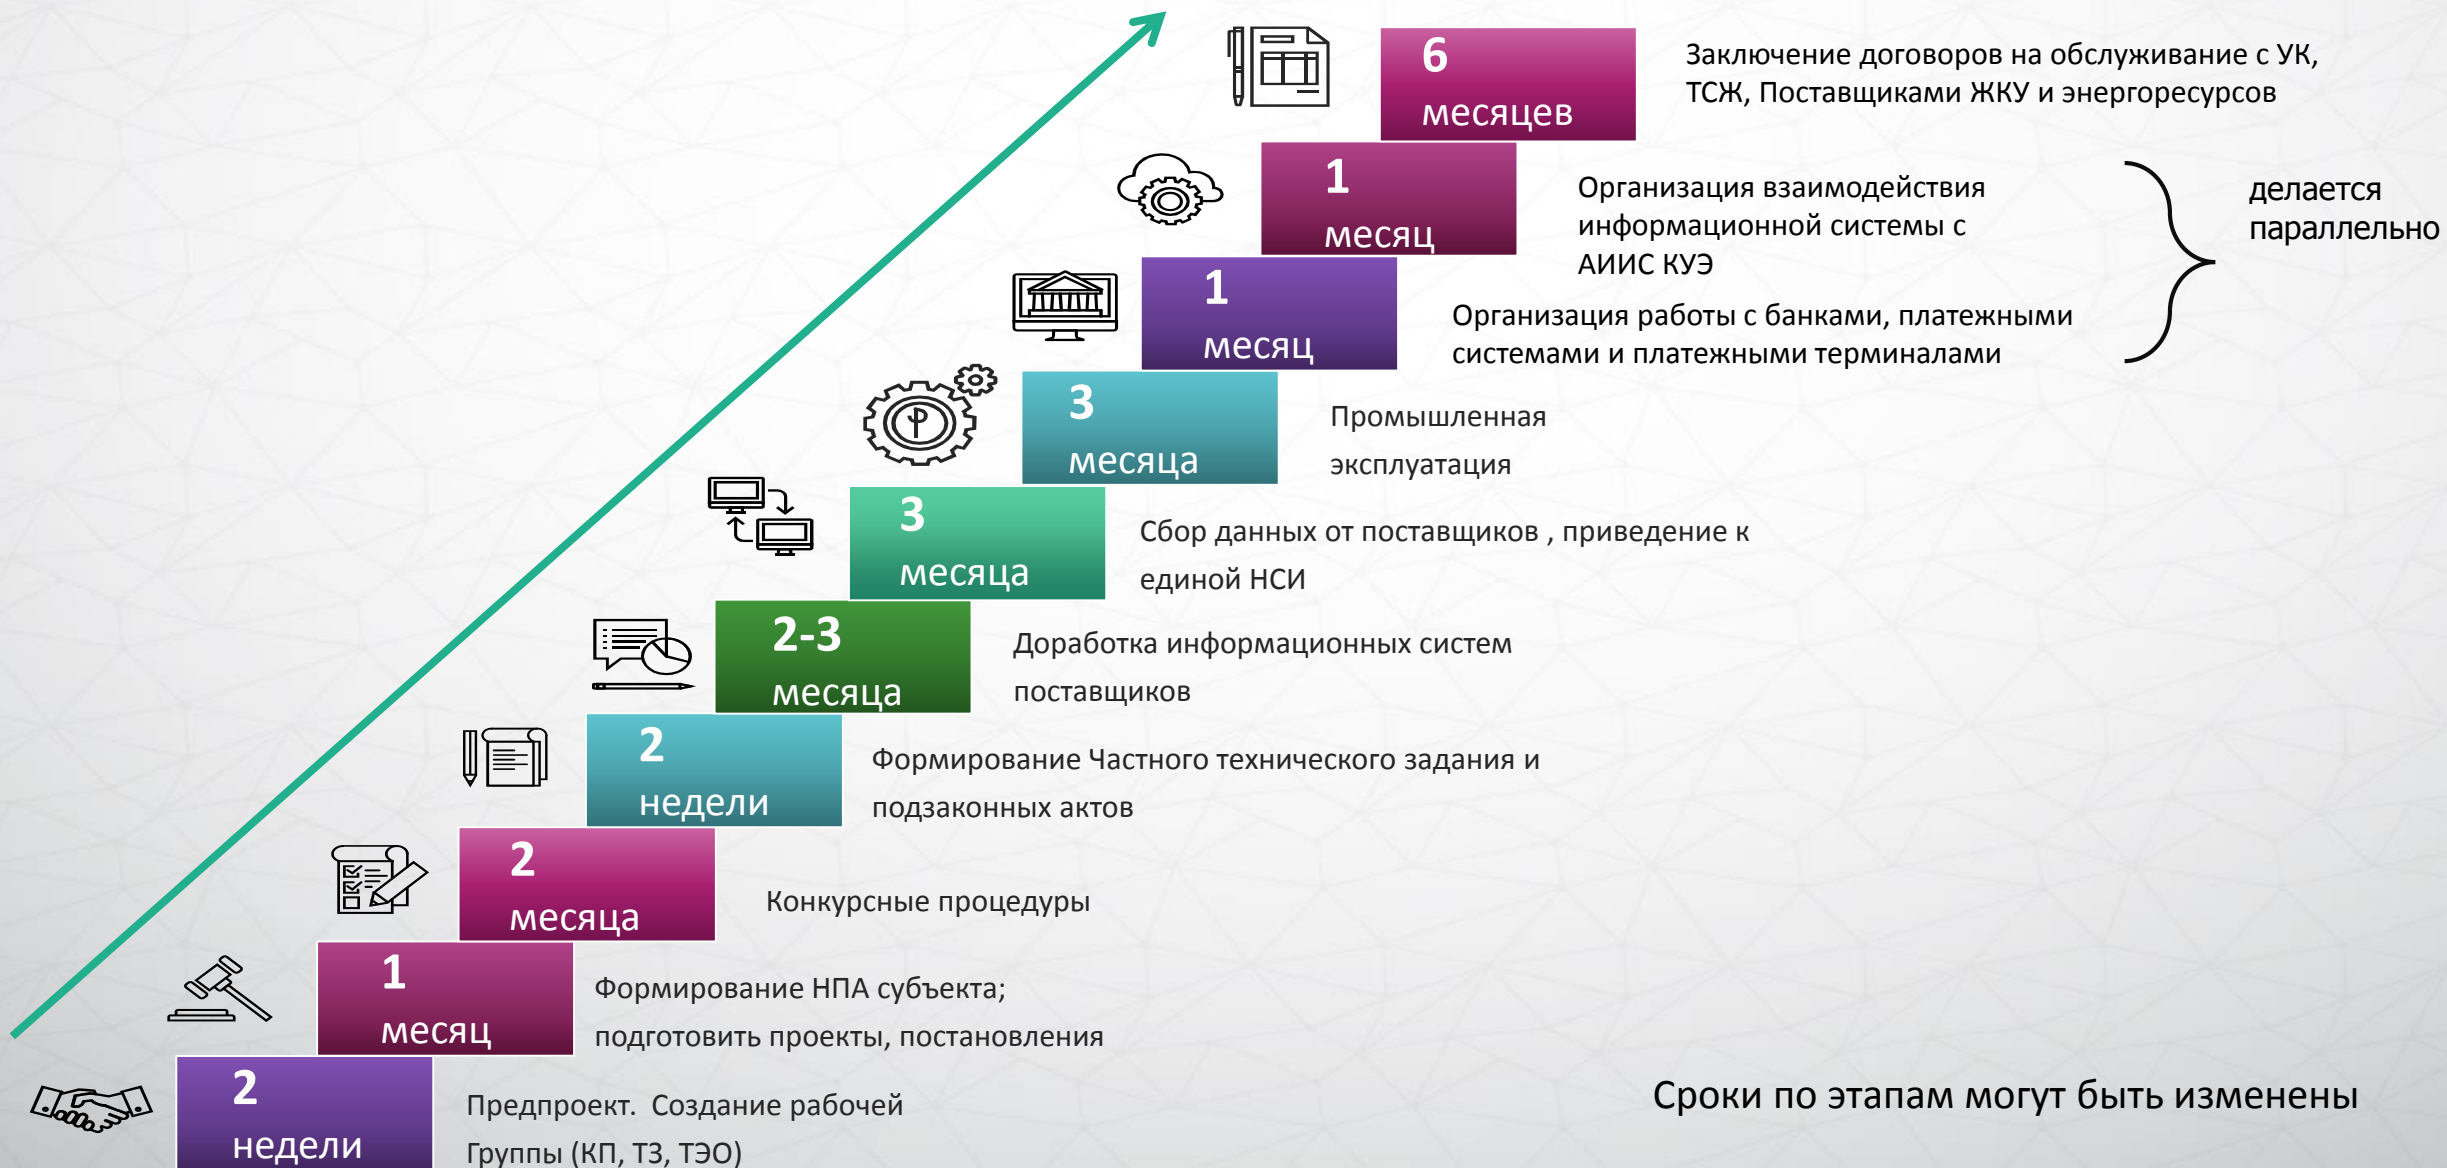 6
месяцев
Заключение договоров на обслуживание с УК,
ТСЖ, Поставщиками ЖКУ и энергоресурсов
1
месяц
Организация взаимодействия
информационной системы с
АИИС КУЭ
делается
параллельно
1
месяц
Организация работы с банками, платежными
системами и платежными терминалами
3
месяца
Промышленная
эксплуатация
3
месяца
Сбор данных от поставщиков , приведение к
единой НСИ
2-3
месяца
Доработка информационных систем
поставщиков
2
недели
Формирование Частного технического задания и
подзаконных актов
2
месяца
Конкурсные процедуры
1
месяц
Формирование НПА субъекта;
подготовить проекты, постановления
2
недели
Предпроект. Создание рабочей
Группы (КП, ТЗ, ТЭО)
Сроки по этапам могут быть изменены